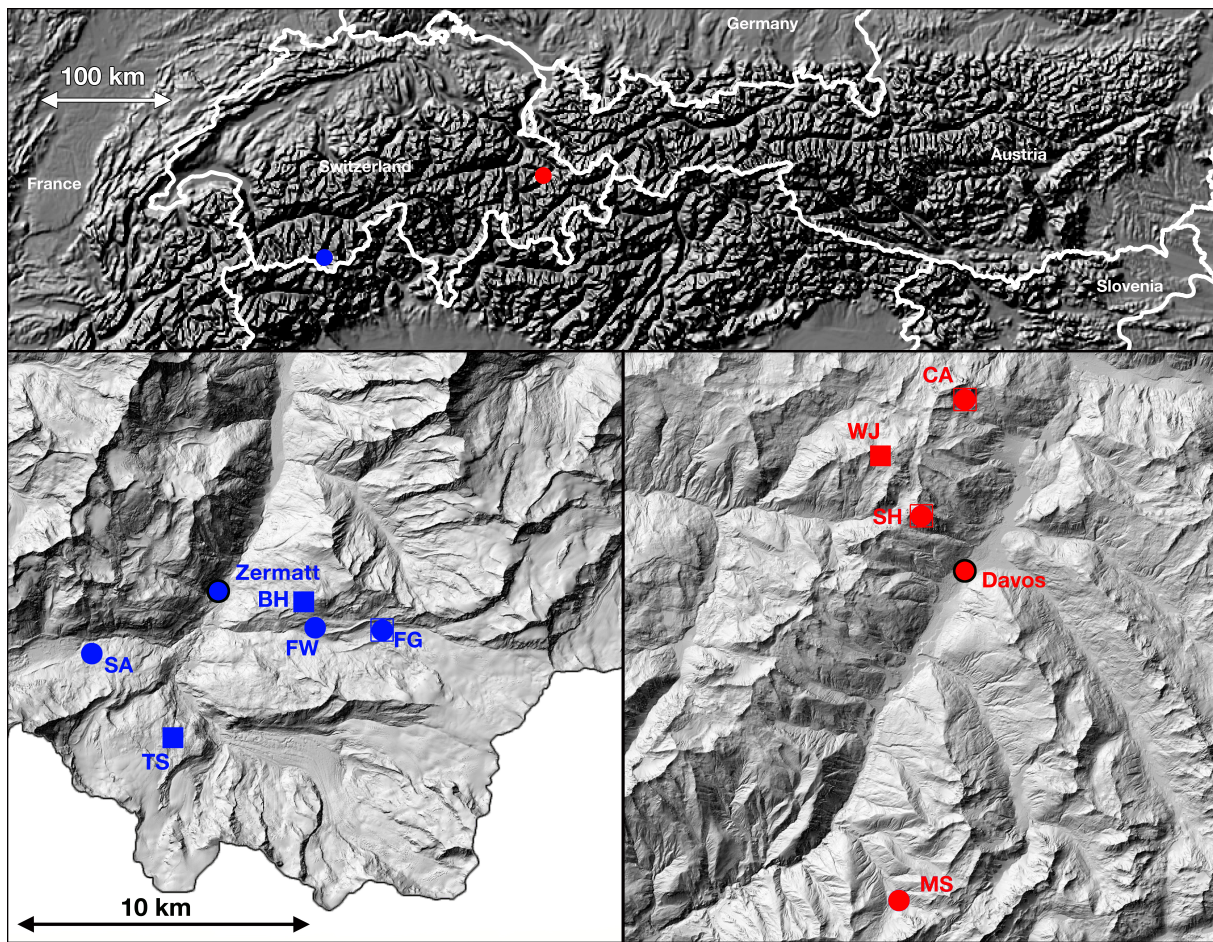 Germany
100 km
Switzerland
Austria
France
Slovenia
CA
WJ
SH
Davos
MS
Zermatt
BH
FW
FG
SA
TS
10 km